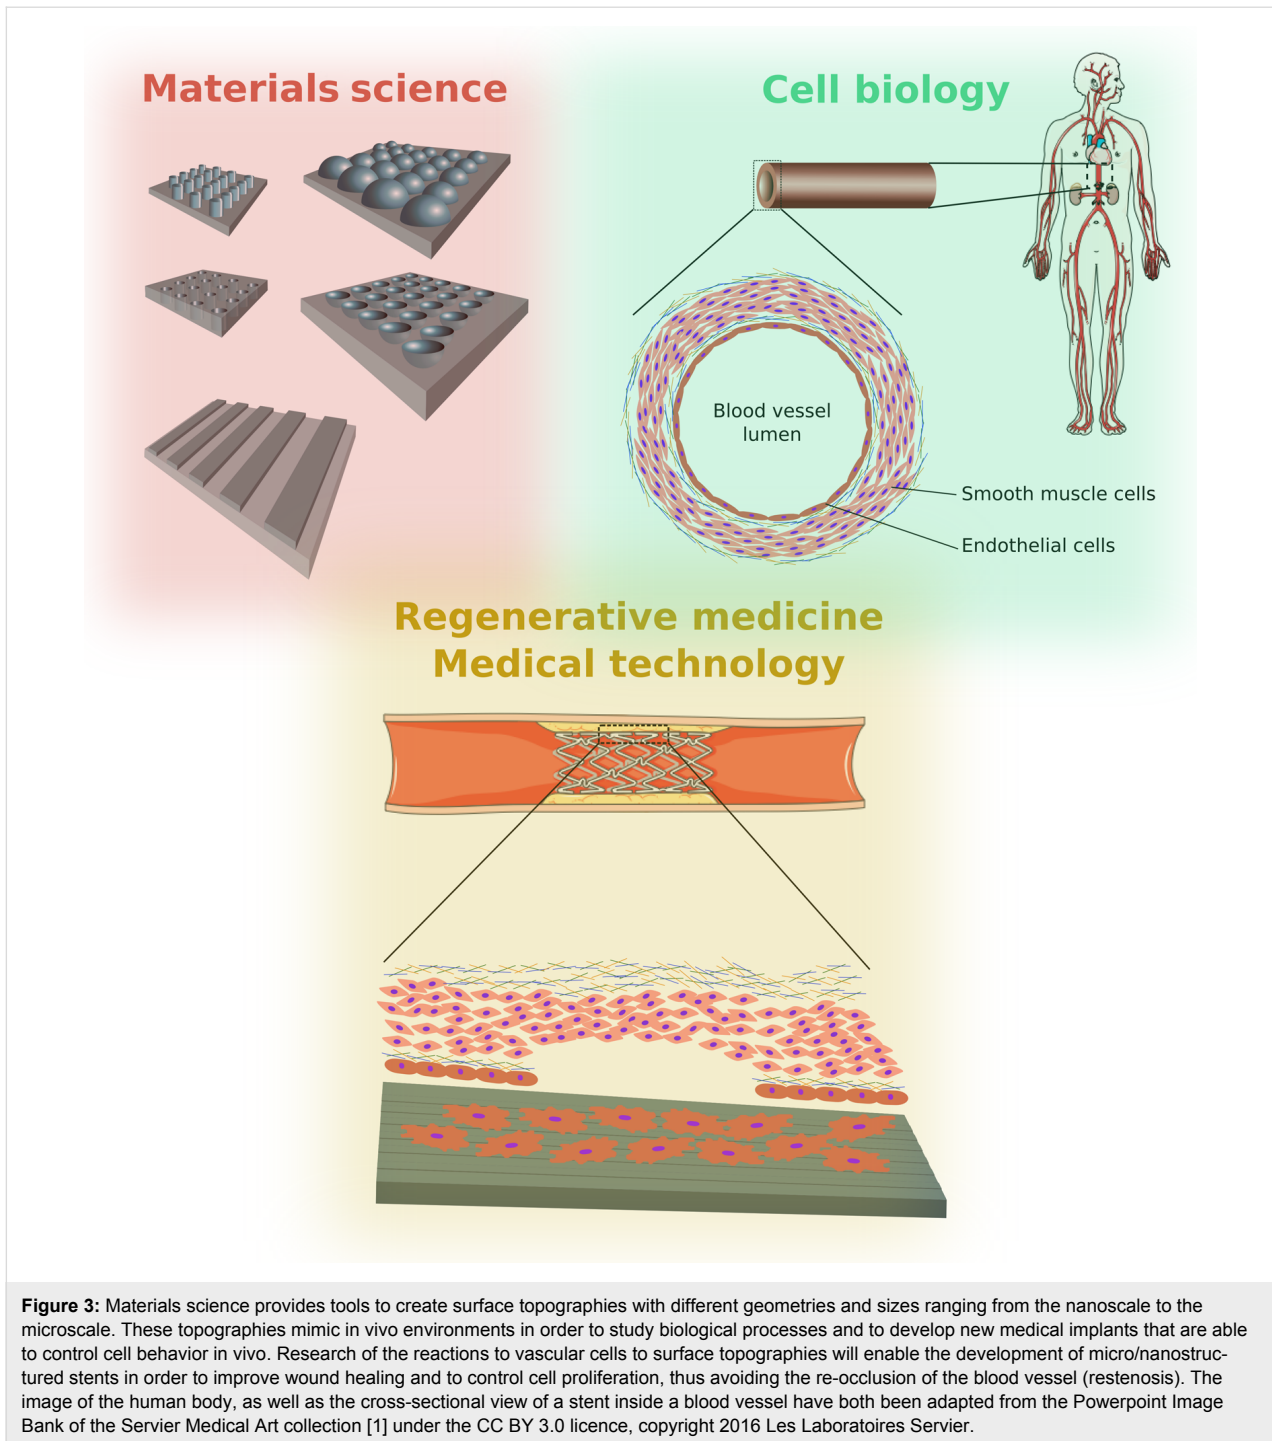 Materials science
Cell biology
Blood vessel
lumen
Smooth muscle cells
Endothelial cells
Regenerative medicine
Medical technology
Figure 3: Materials science provides tools to create surface topographies with different geometries and sizes ranging from the nanoscale to the
microscale. These topographies mimic in vivo environments in order to study biological processes and to develop new medical implants that are able
to control cell behavior in vivo. Research of the reactions to vascular cells to surface topographies will enable the development of micro/nanostruc-
tured stents in order to improve wound healing and to control cell proliferation, thus avoiding the re-occlusion of the blood vessel (restenosis). The
image of the human body, as well as the cross-sectional view of a stent inside a blood vessel have both been adapted from the Powerpoint Image
Bank of the Servier Medical Art collection [1] under the CC BY 3.0 licence, copyright 2016 Les Laboratoires Servier.